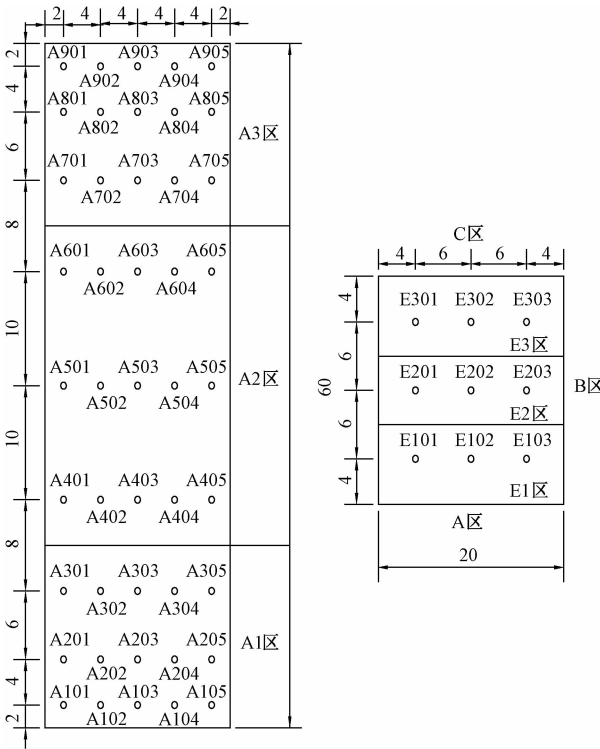 2 4 4 4 4 2
2
A901 A903 A905
A902 A904
4
A801 A803 A805
A802 A804
A3区
6
A701 A703 A705
A702 A704
8
A601 A603 A605
A602 A604
10
A501 A503 A505
A502 A504
A2区
10
A401 A403 A405
A402 A404
8
A301 A303 A305
A302 A304
6
A1区
A201 A203 A205
A202 A204
4
A101 A103 A105
A102 A104
2
C区
4 6 6 4
4
E301 E302 E303
E3区
6
60
E201 E202 E203
B区
E2区
6
E101 E102 E103
4
E1区
A区
20